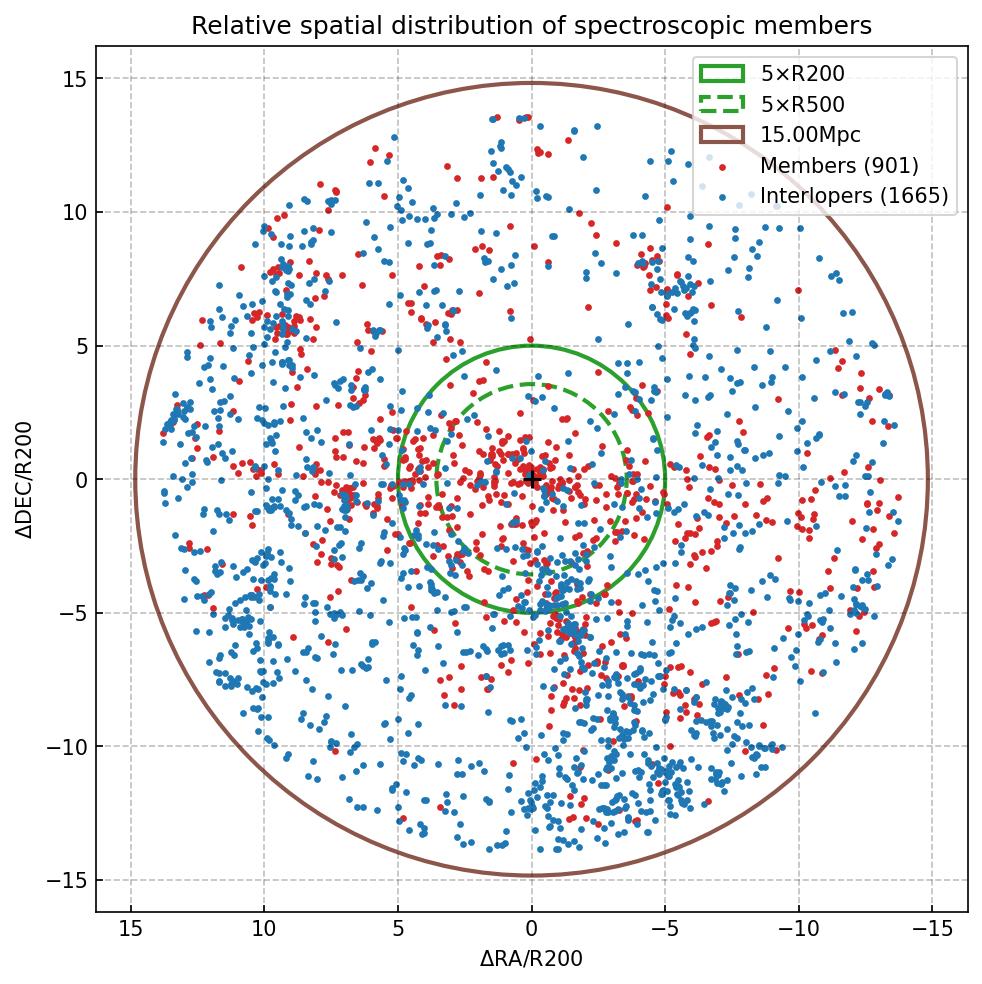 Relative spatial distribution of spectroscopic members
15
10
5
0
−5
−10
−15
ΔDEC/R200
5×R200
5×R500
15.00Mpc
Members (901)
Interlopers (1665)
15
10
5
0
−5
−10
−15
ΔRA/R200